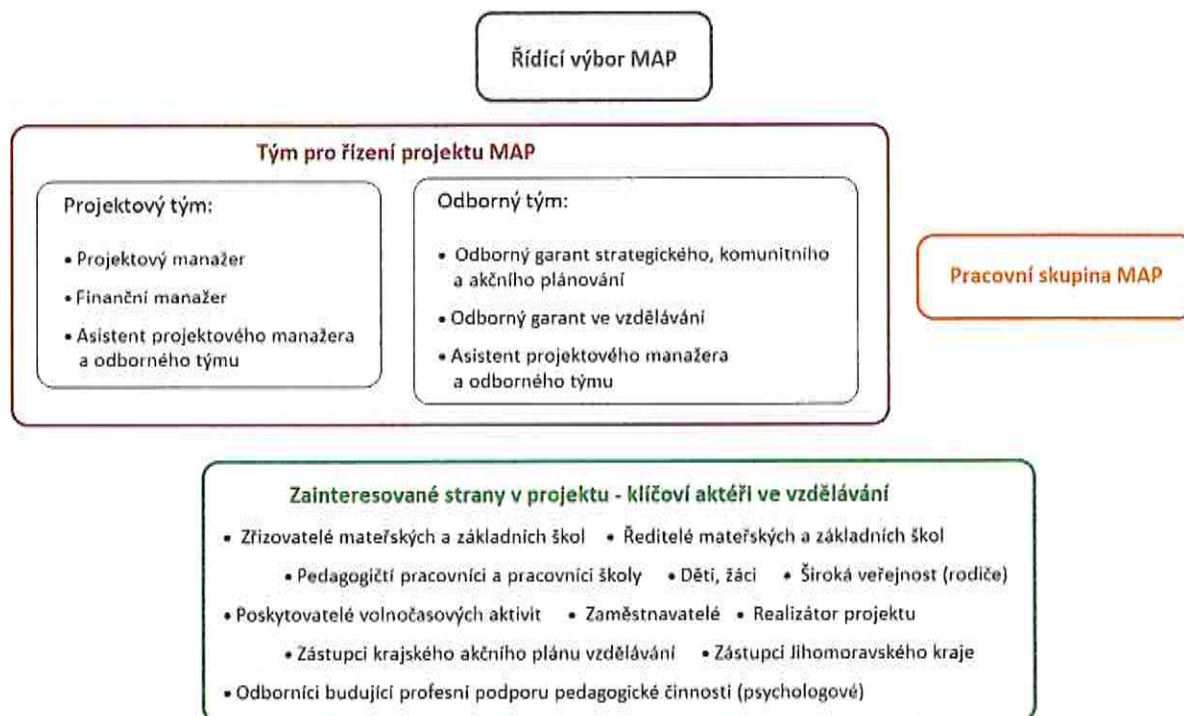 Řídící výbor MAP
Tým pro řízení projektu MAP
Projektový tým:
• Projektový manažer
• Finanční manažer
• Asistent projektového manažera
a odborného týmu
Odborný tým:
• Odborný garant strategického, komunitního
a akčního plánování
• Odborný garant ve vzdělávání
• Asistent projektového manažera
a odborného týmu
Pracovní skupina MAP
Zainteresované strany v projektu - klíčoví aktéři ve vzdělávání
• Zřizovatelé mateřských a základních škol • Ředitelé mateřských a základních škol
• Pedagogičtí pracovníci a pracovníci školy • Děti, žáci • Široká veřejnost (rodiče)
• Poskytovatelé volnočasových aktivit • Zaměstnavatelé • Realizátor projektu
• Zástupci krajského akčního plánu vzdělávání • Zástupci Jihomoravského kraje
• Odborníci budující profesní podporu pedagogické činnosti (psychologové)